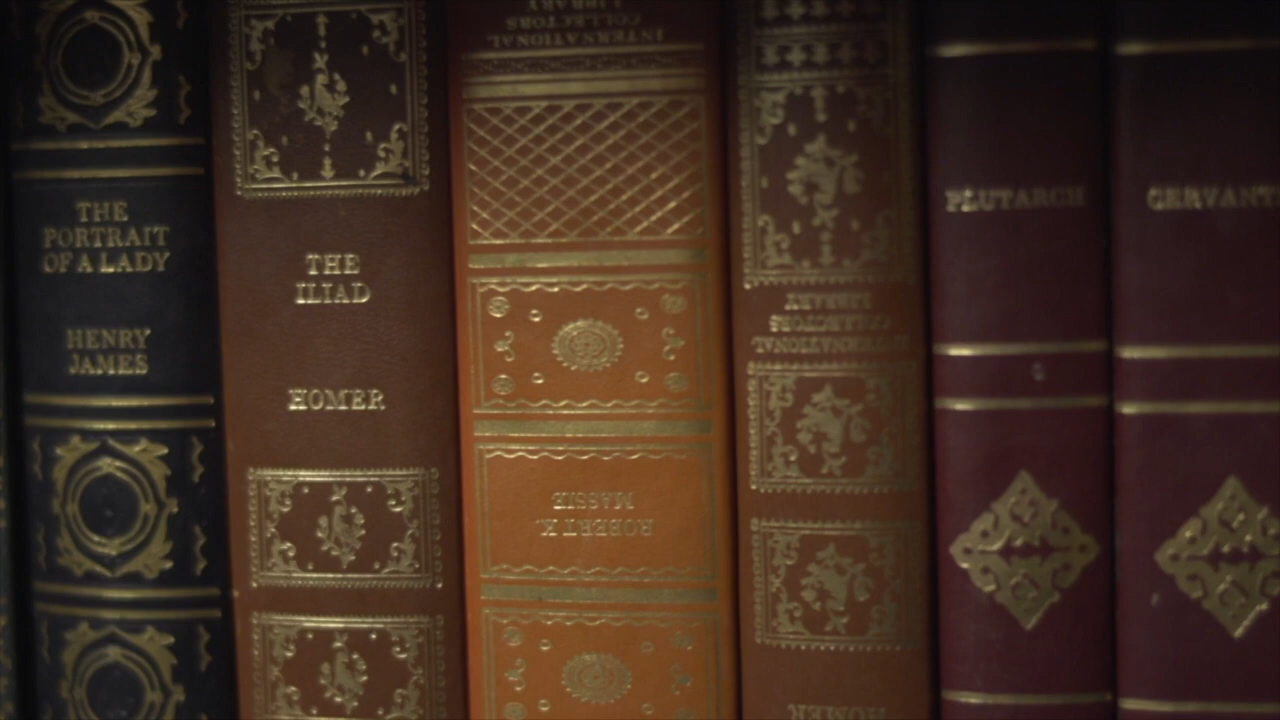 THE
PORTRAIT
OF A LADY
HENRY
JAMES
THE
ILIAD
HOMER
INTERNATIONAL
COLLECTORS
LIBRARY
ROBERT K.
MASSIE
INTERNATIONAL
COLLECTORS
LIBRARY
HOMER
PLUTARCH
CERVANT